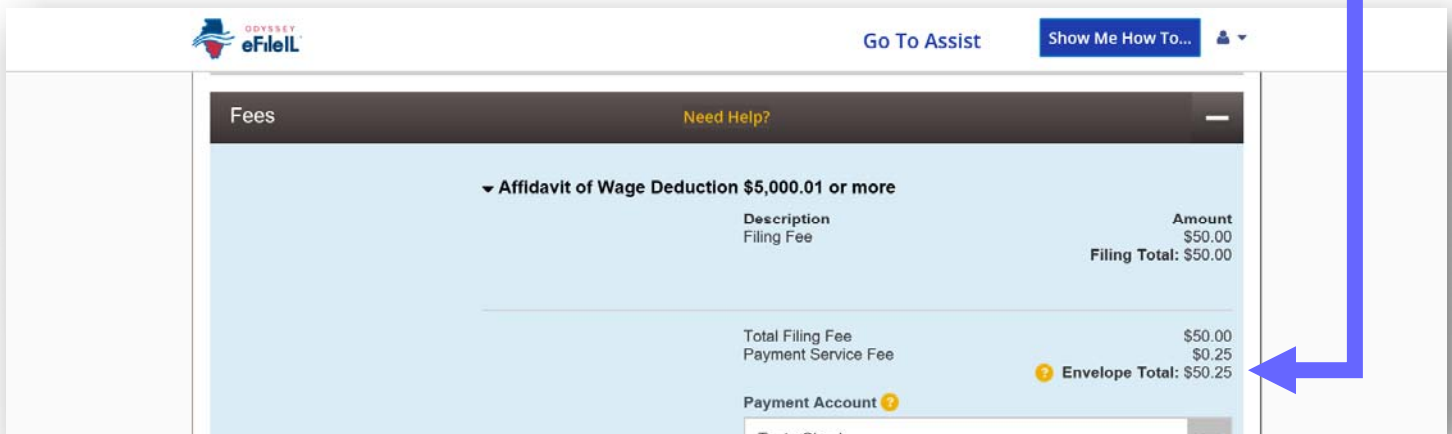 ODYSSEY
eFileIL
Go To Assist
Show Me How To...
Fees
Need Help?
Affidavit of Wage Deduction $5,000.01 or more
Description Amount
Filing Fee $50.00
Filing Total: $50.00
Total Filing Fee $50.00
Payment Service Fee $0.25
? Envelope Total: $50.25
Payment Account ?